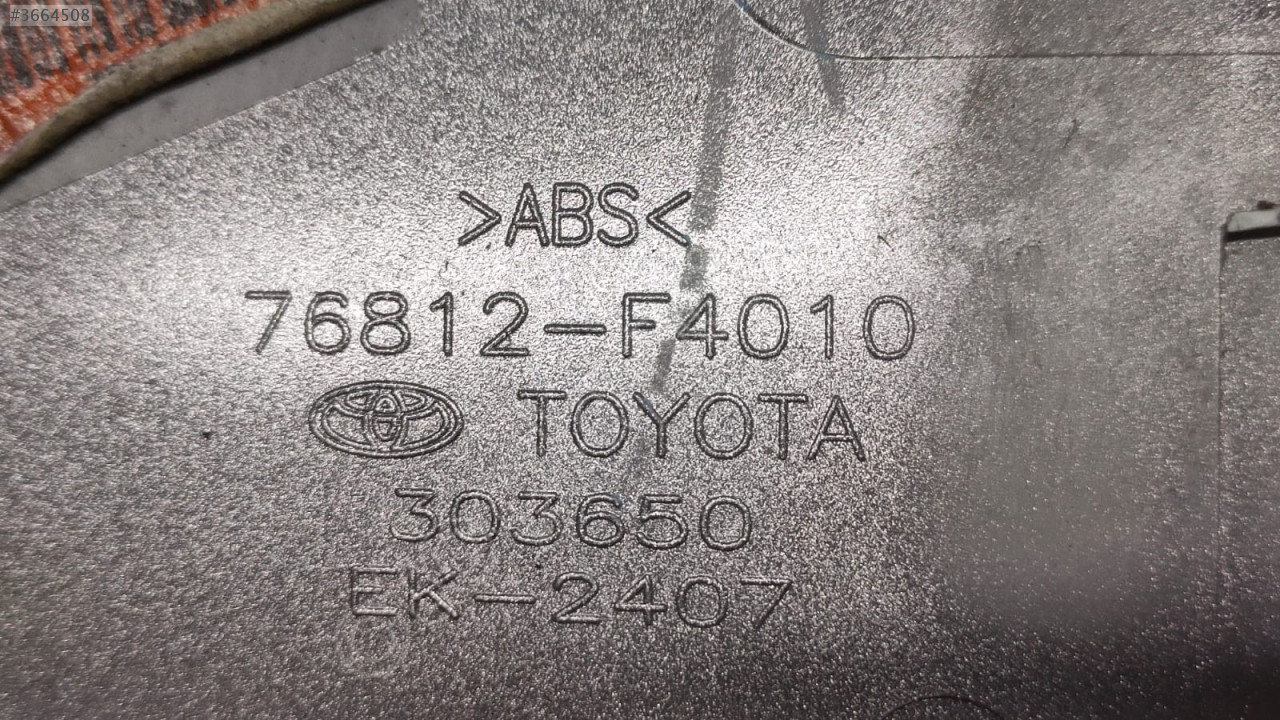 #3664508
>ABS<
76812-F4010
TOYOTA
303650
EK-2407